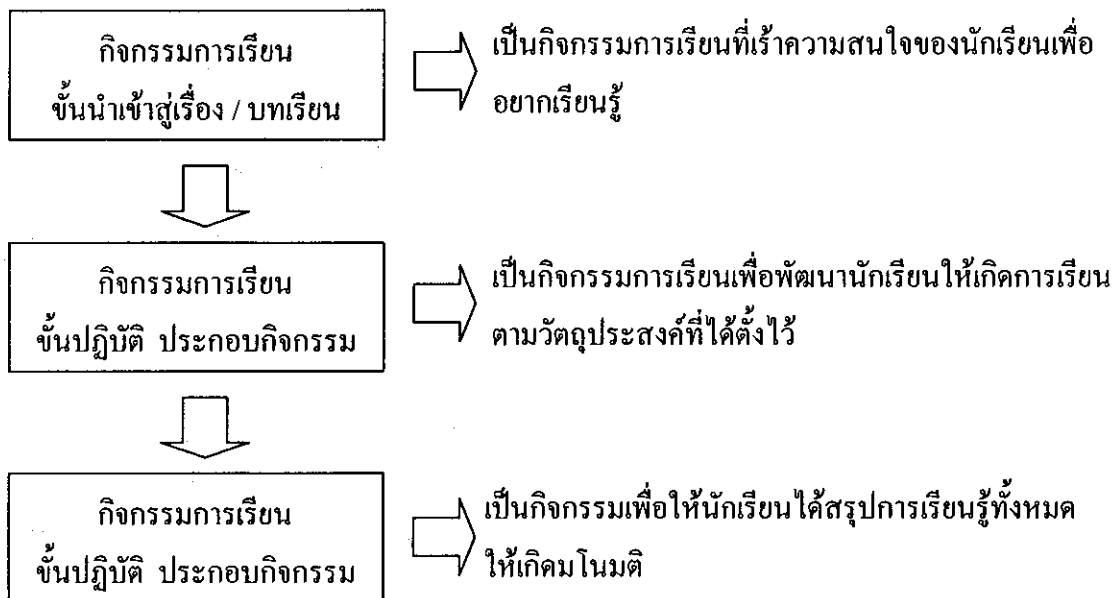 กิจกรรมการเรียน
ขั้นนำเข้าสู่เรื่อง / บทเรียน
เป็นกิจกรรมการเรียนที่เร้าความสนใจของนักเรียนเพื่อ
อยากเรียนรู้
กิจกรรมการเรียน
ขั้นปฏิบัติ ประกอบกิจกรรม
เป็นกิจกรรมการเรียนเพื่อพัฒนานักเรียนให้เกิดการเรียน
ตามวัตถุประสงค์ที่ได้ตั้งไว้
กิจกรรมการเรียน
ขั้นปฏิบัติ ประกอบกิจกรรม
เป็นกิจกรรมเพื่อให้นักเรียนได้สรุปการเรียนรู้ทั้งหมด
ให้เกิดมโนมติ